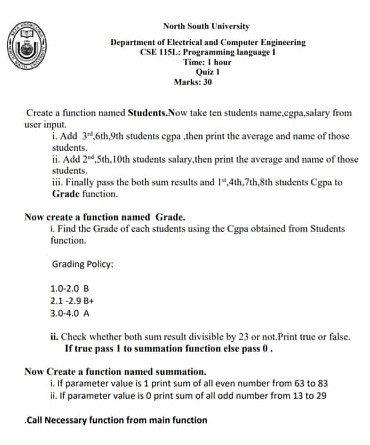 North South University
Department of Electrical and Computer Engineering
CSE 115L: Programming language I
Time: 1 hour
Quiz 1
Marks: 30
Create a function named Students.Now take ten students name,cgpa,salary from
user input.
i. Add 3rd,6th,9th students cgpa ,then print the average and name of those
students.
ii. Add 2nd,5th,10th students salary,then print the average and name of those
students.
iii. Finally pass the both sum results and 1st,4th,7th,8th students Cgpa to
Grade function.
Now create a function named Grade.
i. Find the Grade of each students using the Cgpa obtained from Students
function.
Grading Policy:
1.0-2.0 B
2.1 -2.9 B+
3.0-4.0 A
ii. Check whether both sum result divisible by 23 or not.Print true or false.
If true pass 1 to summation function else pass 0 .
Now Create a function named summation.
i. If parameter value is 1 print sum of all even number from 63 to 83
ii. If parameter value is 0 print sum of all odd number from 13 to 29
.Call Necessary function from main function